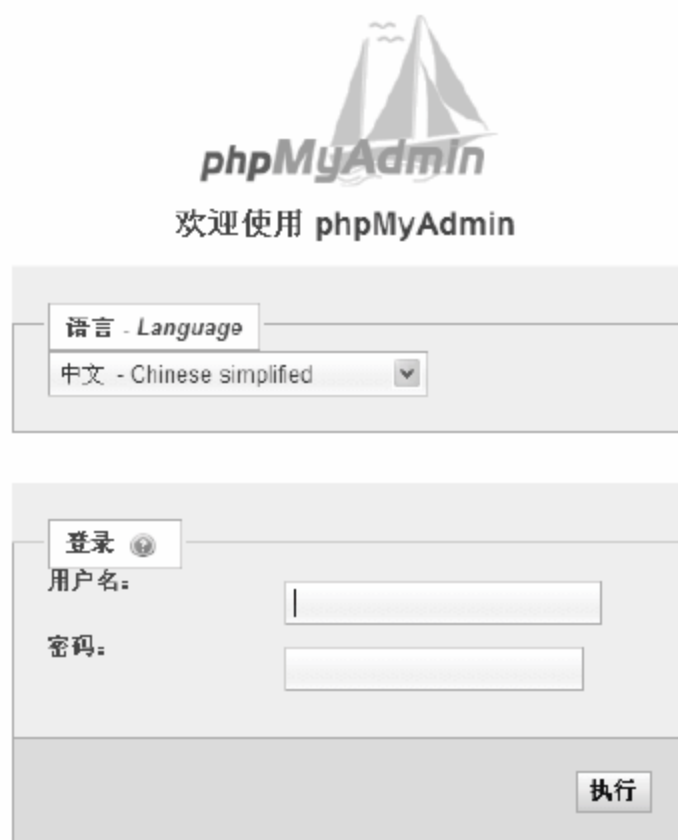 phpMyAdmin
欢迎使用 phpMyAdmin
语言 - Language
中文 - Chinese simplified
登录
用户名:
密码:
执行